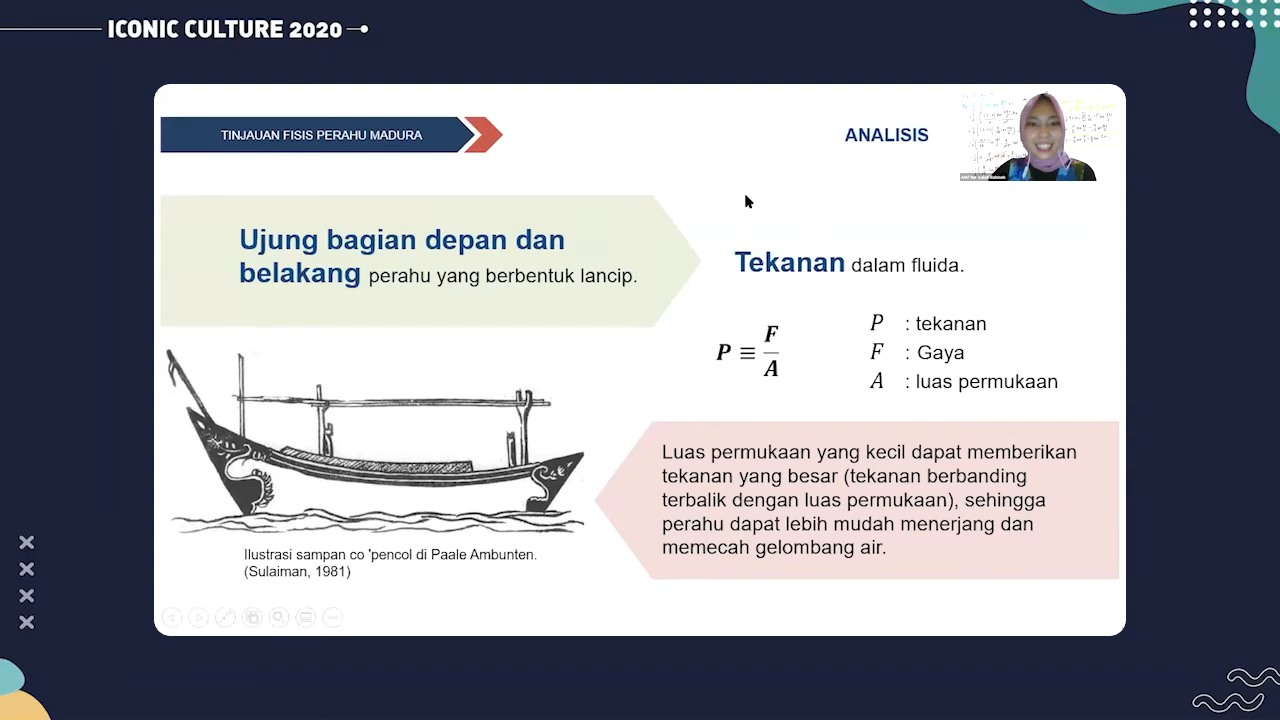 ICONIC CULTURE 2020
TINJAUAN FISIS PERAHU MADURA
ANALISIS
Ujung bagian depan dan
belakang perahu yang berbentuk lancip.
Tekanan dalam fluida.
P ≡ F/A
P : tekanan
F : Gaya
A : luas permukaan
Luas permukaan yang kecil dapat memberikan
tekanan yang besar (tekanan berbanding
terbalik dengan luas permukaan), sehingga
perahu dapat lebih mudah menerjang dan
memecah gelombang air.
Ilustrasi sampan co 'pencol di Paale Ambunten.
(Sulaiman, 1981)